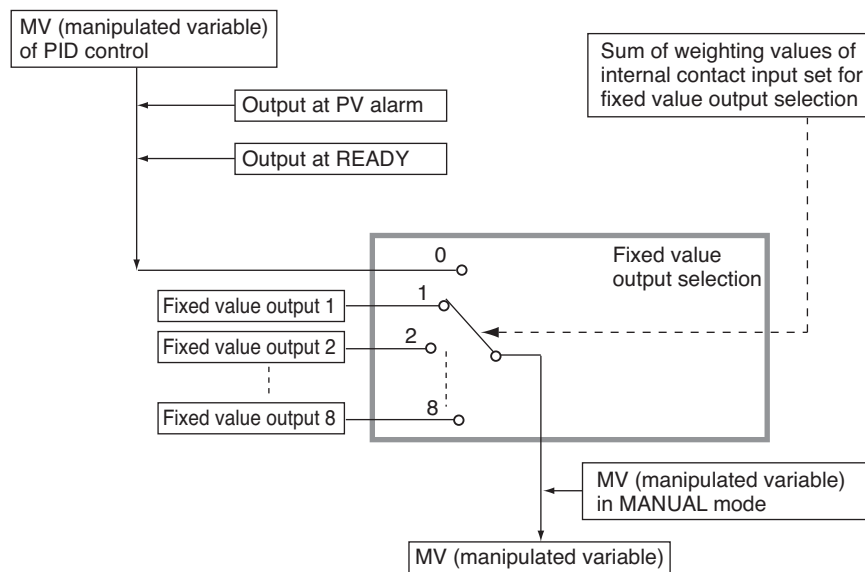 MV (manipulated variable)
of PID control
Sum of weighting values of
internal contact input set for
fixed value output selection
Output at PV alarm
Output at READY
0
Fixed value
output selection
Fixed value output 1
1
Fixed value output 2
2
Fixed value output 8
8
MV (manipulated variable)
in MANUAL mode
MV (manipulated variable)